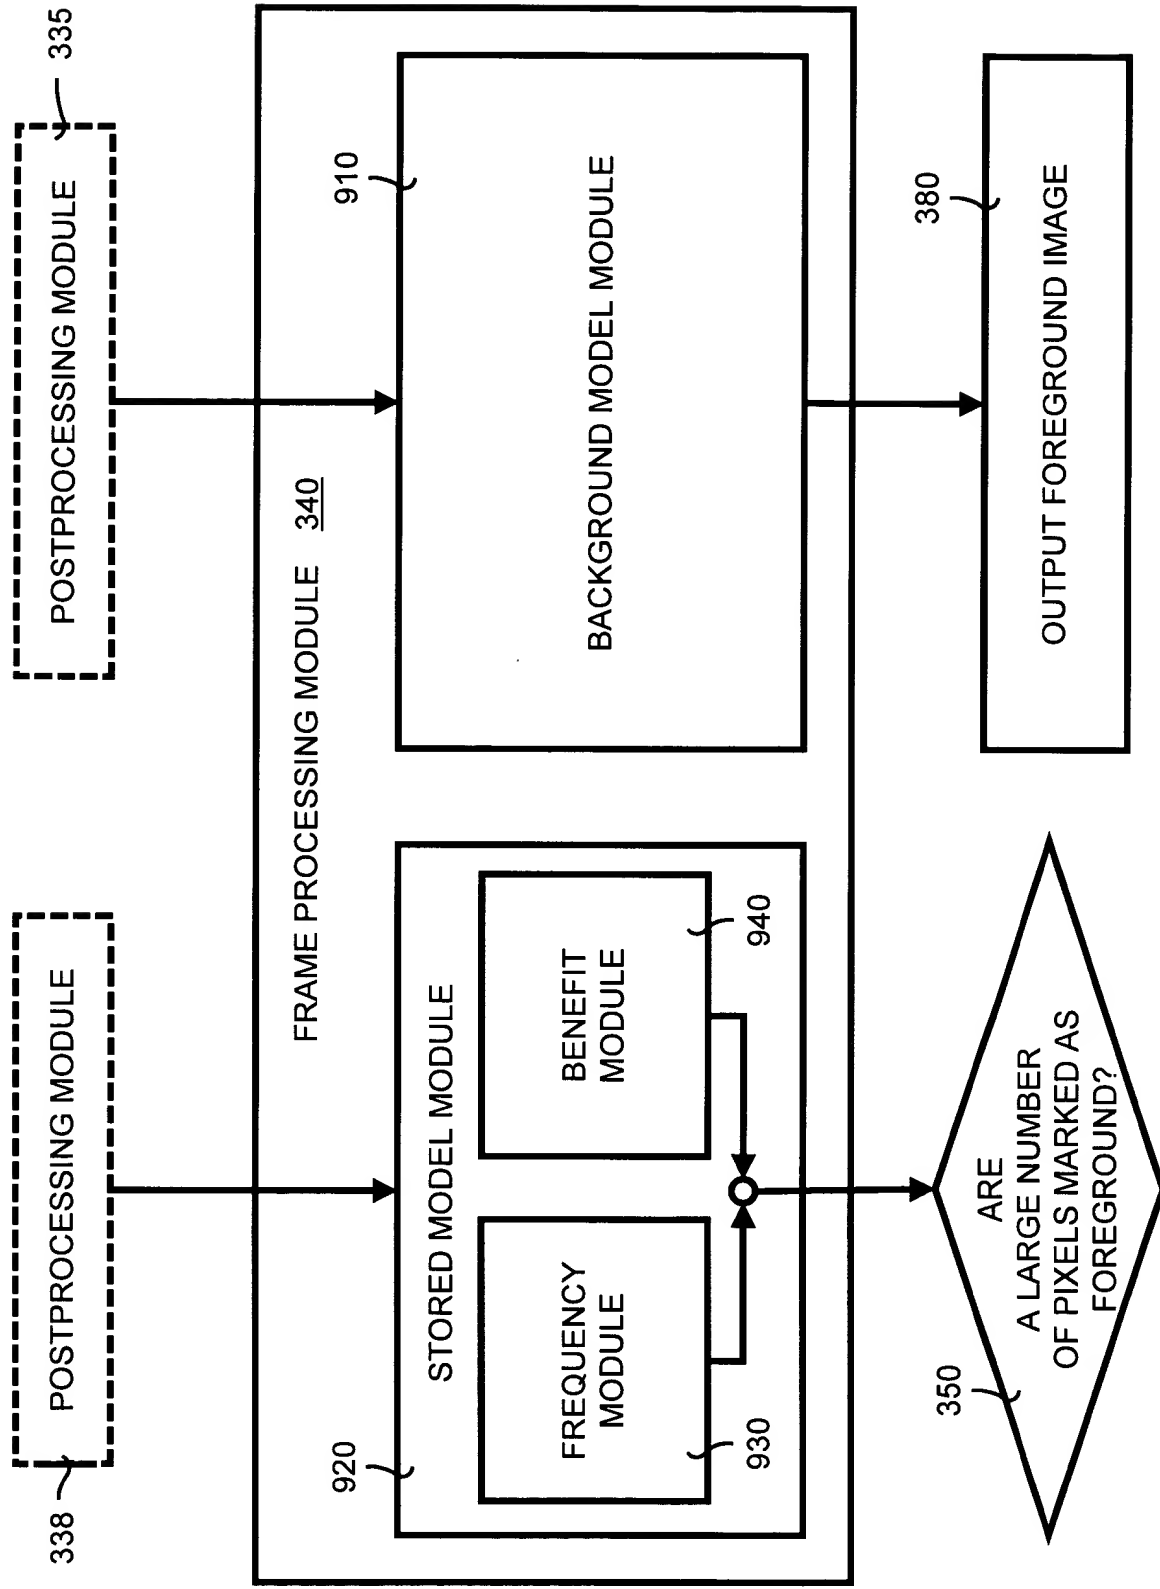 338
POSTPROCESSING MODULE
POSTPROCESSING MODULE
335
FRAME PROCESSING MODULE 340
920
STORED MODEL MODULE
FREQUENCY
MODULE
930
BENEFIT
MODULE
940
910
BACKGROUND MODEL MODULE
350
ARE
A LARGE NUMBER
OF PIXELS MARKED AS
FOREGROUND?
380
OUTPUT FOREGROUND IMAGE